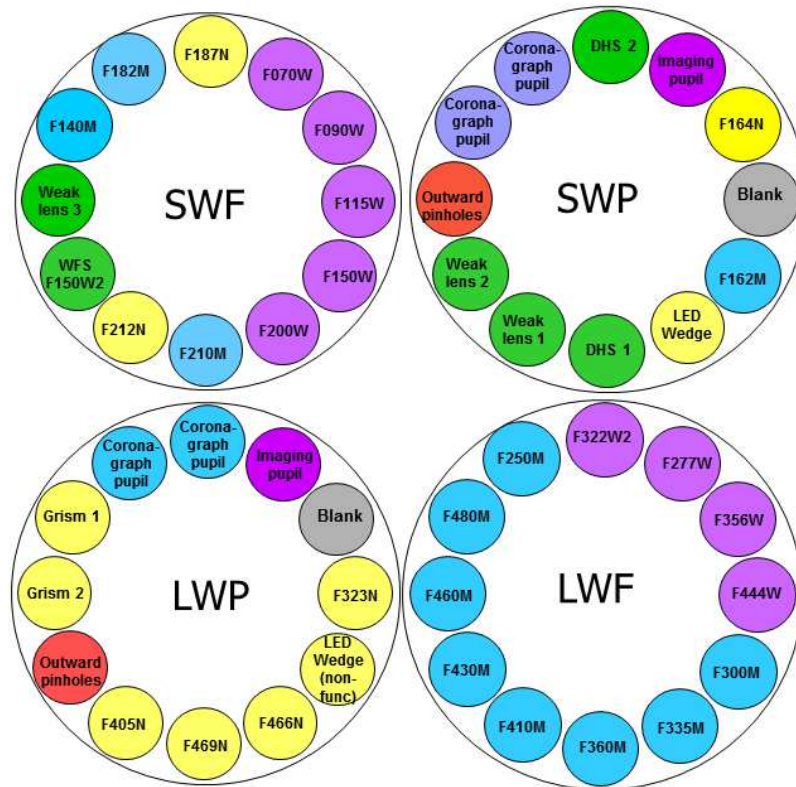 F187N
F070W
F090W
F115W
F150W
F200W
F210M
F212N
WFS
F150W2
Weak
lens 3
F140M
F182M
SWF
DHS 2
Imaging
pupil
F164N
Blank
F162M
LED
Wedge
DHS 1
Weak
lens 1
Weak
lens 2
Outward
pinholes
Corona-
graph
pupil
Corona-
graph
pupil
SWP
Corona-
graph
pupil
Imaging
pupil
Blank
F323N
LED
Wedge
(non-
func)
F466N
F469N
F405N
Outward
pinholes
Grism 2
Grism 1
Corona-
graph
pupil
LWP
F322W2
F277W
F356W
F444W
F300M
F335M
F360M
F410M
F430M
F460M
F480M
F250M
LWF